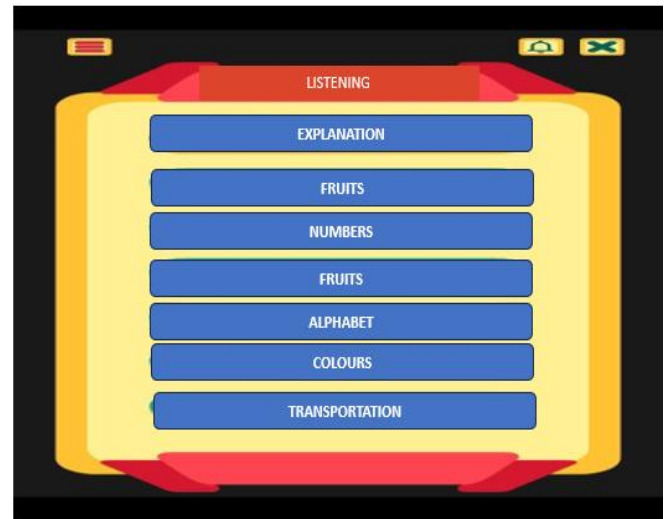 LISTENING
EXPLANATION
FRUITS
NUMBERS
FRUITS
ALPHABET
COLOURS
TRANSPORTATION